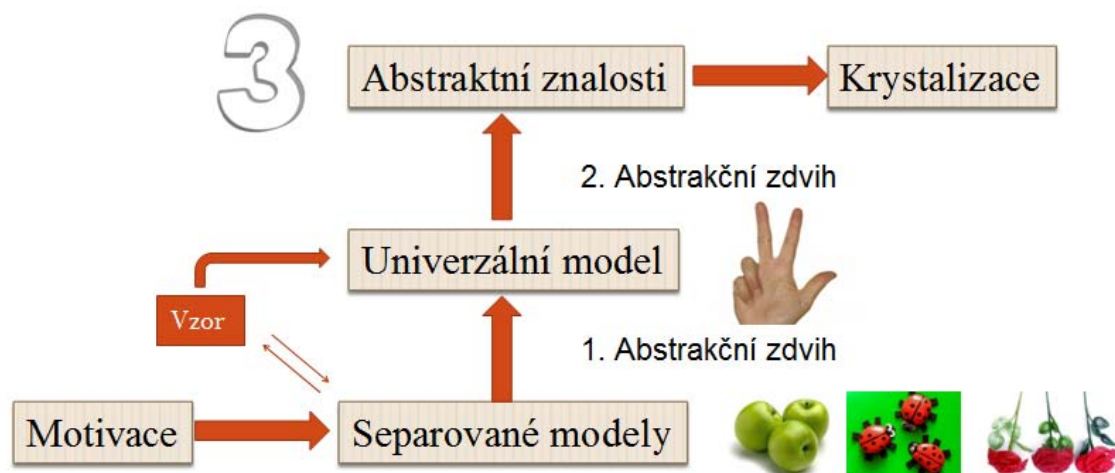 3
Abstraktní znalosti
Krystalizace
2. Abstrakční zdvih
Univerzální model
Vzor
1. Abstrakční zdvih
Motivace
Separované modely